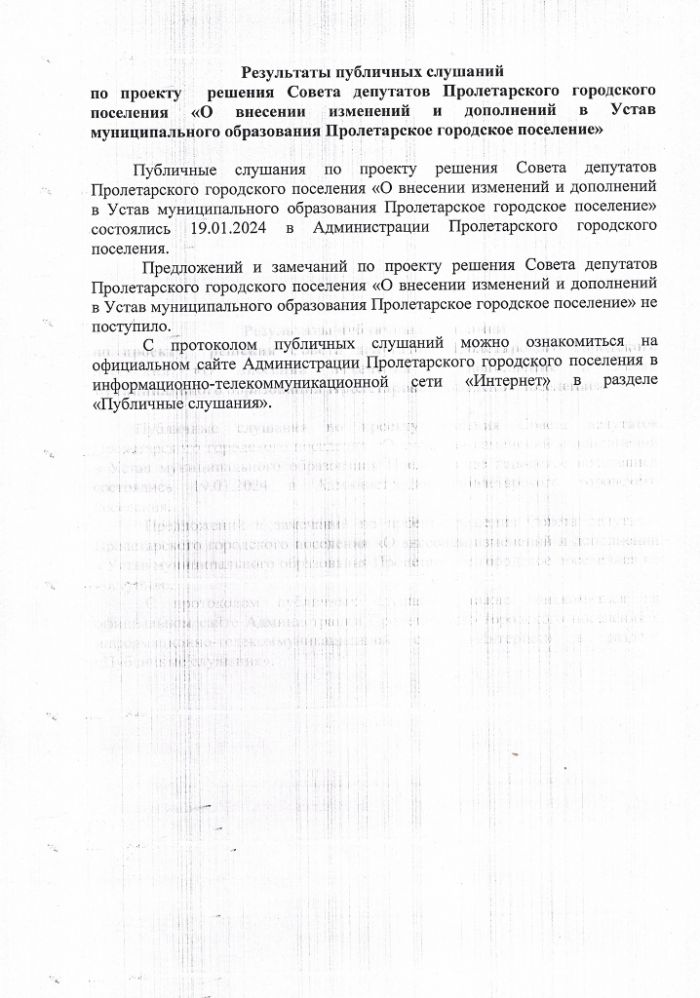 Результаты публичных слушаний
по проекту решения Совета депутатов Пролетарского городского
поселения «О внесении изменений и дополнений в Устав
муниципального образования Пролетарское городское поселение»
Публичные слушания по проекту решения Совета депутатов
Пролетарского городского поселения «О внесении изменений и дополнений
в Устав муниципального образования Пролетарское городское поселение»
состоялись 19.01.2024 в Администрации Пролетарского городского
поселения.
Предложений и замечаний по проекту решения Совета депутатов
Пролетарского городского поселения «О внесении изменений и дополнений
в Устав муниципального образования Пролетарское городское поселение» не
поступило.
С протоколом публичных слушаний можно ознакомиться на
официальном сайте Администрации Пролетарского городского поселения в
информационно-телекоммуникационной сети «Интернет» в разделе
«Публичные слушания».